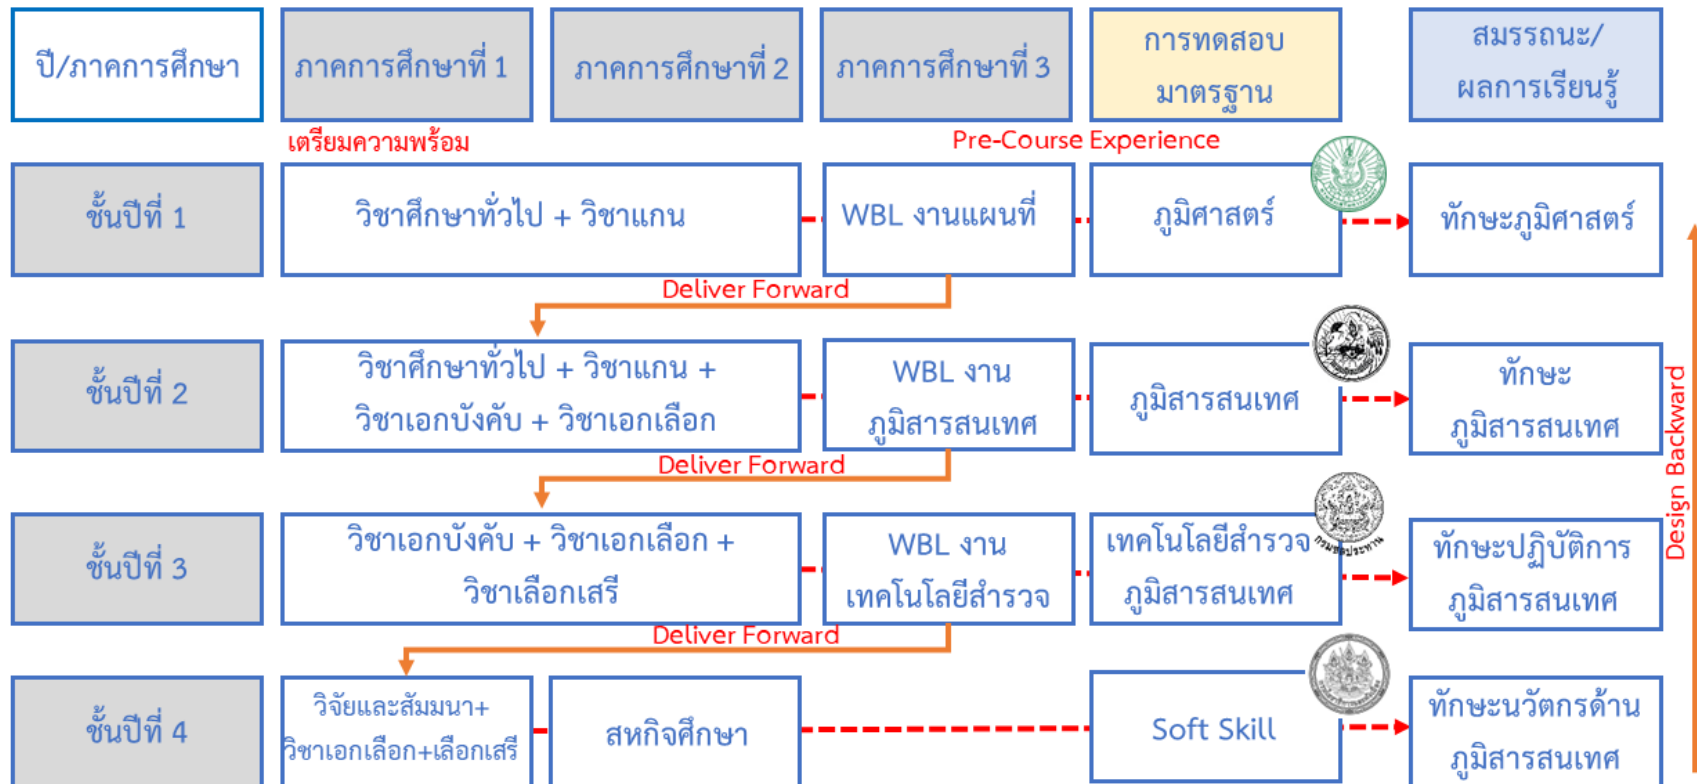 ปี/ภาคการศึกษา
ภาคการศึกษาที่ 1
ภาคการศึกษาที่ 2
ภาคการศึกษาที่ 3
การทดสอบ
มาตรฐาน
สมรรถนะ/
ผลการเรียนรู้
เตรียมความพร้อม
Pre-Course Experience
ชั้นปีที่ 1
วิชาศึกษาทั่วไป + วิชาแกน
WBL งานแผนที่
ภูมิศาสตร์
ทักษะภูมิศาสตร์
Deliver Forward
ชั้นปีที่ 2
วิชาศึกษาทั่วไป + วิชาแกน +
วิชาเอกบังคับ + วิชาเอกเลือก
WBL งาน
ภูมิสารสนเทศ
ภูมิสารสนเทศ
ทักษะ
ภูมิสารสนเทศ
Deliver Forward
ชั้นปีที่ 3
วิชาเอกบังคับ + วิชาเอกเลือก +
วิชาเลือกเสรี
WBL งาน
เทคโนโลยีสำรวจ
เทคโนโลยีสำรวจ
ภูมิสารสนเทศ
กรมชลประทาน
ทักษะปฏิบัติการ
ภูมิสารสนเทศ
Deliver Forward
ชั้นปีที่ 4
วิจัยและสัมมนา+
วิชาเอกเลือก+เลือกเสรี
สหกิจศึกษา
Soft Skill
ทักษะนวัตกรด้าน
ภูมิสารสนเทศ
Design Backward